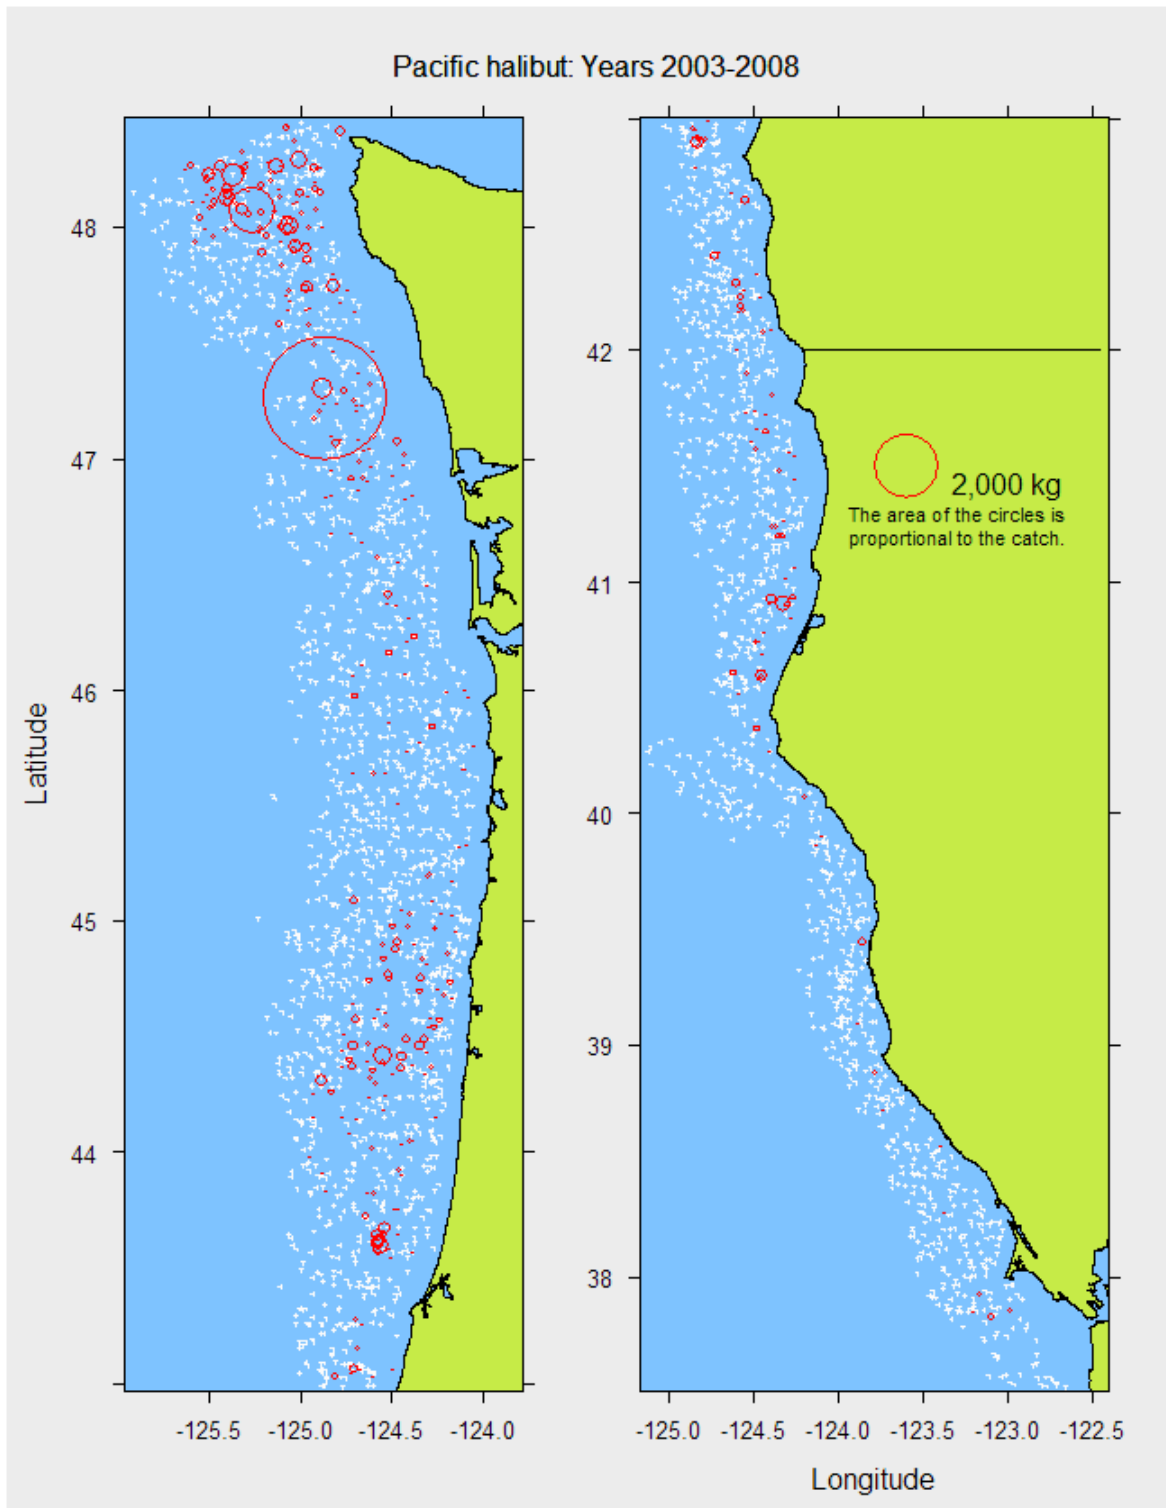 Pacific halibut: Years 2003-2008
48
47
46
45
44
Latitude
-125.5 -125.0 -124.5 -124.0
42
41
40
39
38
2,000 kg
The area of the circles is
proportional to the catch.
-125.0 -124.5 -124.0 -123.5 -123.0 -122.5
Longitude